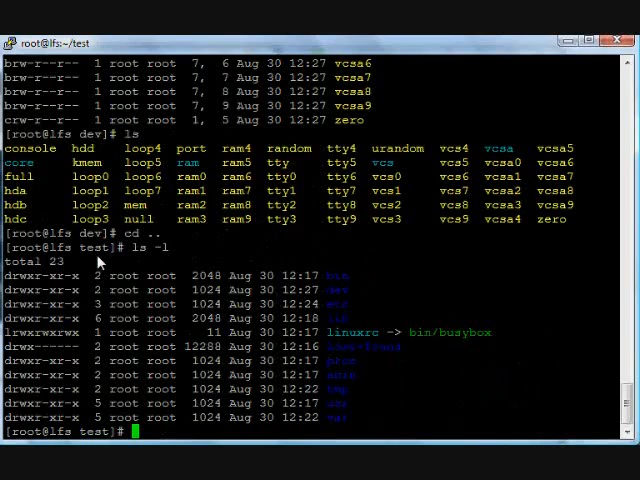 root@lfs:~/test
brw-r--r--  1 root root 7,  6 Aug 30 12:27 vcsa6
brw-r--r--  1 root root 7,  7 Aug 30 12:27 vcsa7
brw-r--r--  1 root root 7,  8 Aug 30 12:27 vcsa8
brw-r--r--  1 root root 7,  9 Aug 30 12:27 vcsa9
brw-r--r--  1 root root 1,  5 Aug 30 12:27 zero
[root@lfs dev]# ls
console  hdd    loop4  port  ram4  random   tty4  urandom  vcs4  vcsa   vcsa5
core     kmem   loop5  ram   ram5  tty      tty5  vcs      vcs5  vcsa0  vcsa6
full     loop0  loop6  ram0  ram6  tty0     tty6  vcs0     vcs6  vcsa1  vcsa7
hda      loop1  loop7  ram1  ram7  tty1     tty7  vcs1     vcs7  vcsa2  vcsa8
hdb      loop2  mem    ram2  ram8  tty2     tty8  vcs2     vcs8  vcsa3  vcsa9
hdc      loop3  null   ram3  ram9  tty3     tty9  vcs3     vcs9  vcsa4  zero
[root@lfs dev]# cd ..
[root@lfs test]# ls -l
total 23
drwxr-xr-x  2 root root  2048 Aug 30 12:17 bin
drwxr-xr-x  2 root root  1024 Aug 30 12:27 dev
drwxr-xr-x  3 root root  1024 Aug 30 12:24 etc
drwxr-xr-x  6 root root  2048 Aug 30 12:18 lib
lrwxrwxrwx  1 root root    11 Aug 30 12:17 linuxrc -> bin/busybox
drwx------  2 root root 12288 Aug 30 12:16 lost+found
drwxr-xr-x  2 root root  1024 Aug 30 12:17 proc
drwxr-xr-x  2 root root  1024 Aug 30 12:17 sbin
drwxr-xr-x  2 root root  1024 Aug 30 12:22 tmp
drwxr-xr-x  5 root root  1024 Aug 30 12:17 usr
drwxr-xr-x  5 root root  1024 Aug 30 12:22 var
[root@lfs test]#